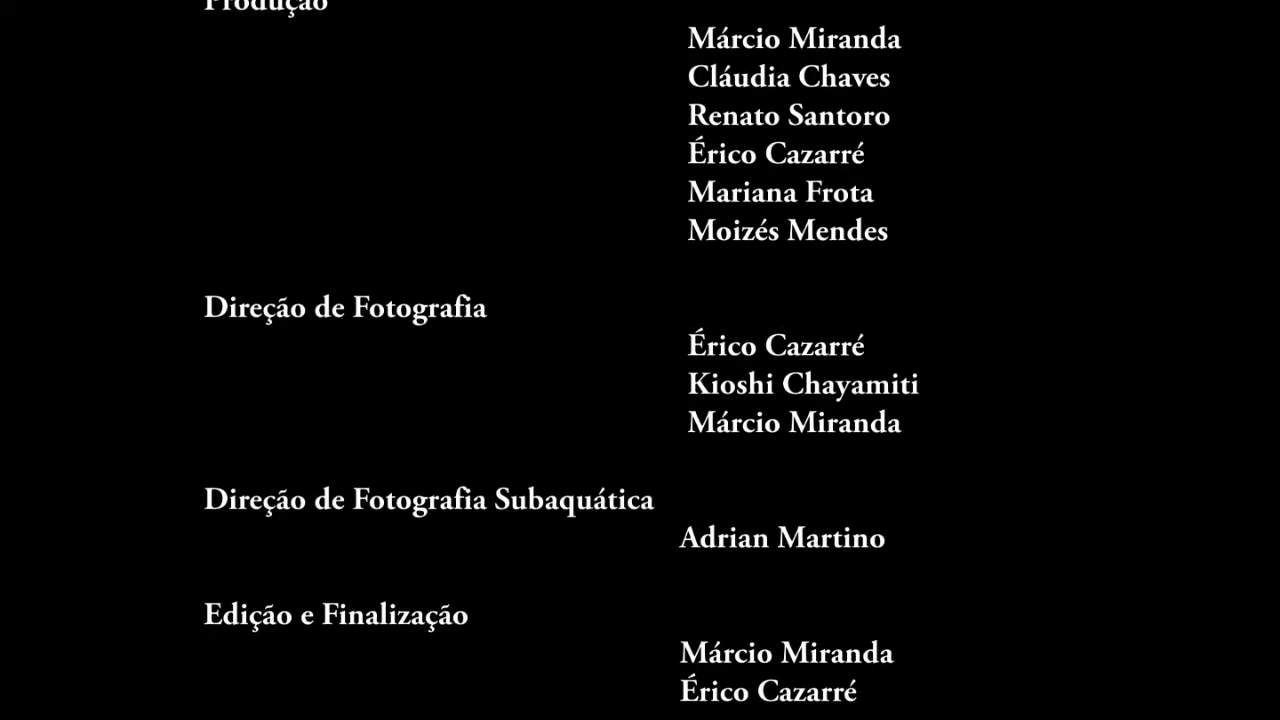 Produção
Márcio Miranda
Cláudia Chaves
Renato Santoro
Érico Cazarré
Mariana Frota
Moizés Mendes
Direção de Fotografia
Érico Cazarré
Kioshi Chayamiti
Márcio Miranda
Direção de Fotografia Subaquática
Adrian Martino
Edição e Finalização
Márcio Miranda
Érico Cazarré